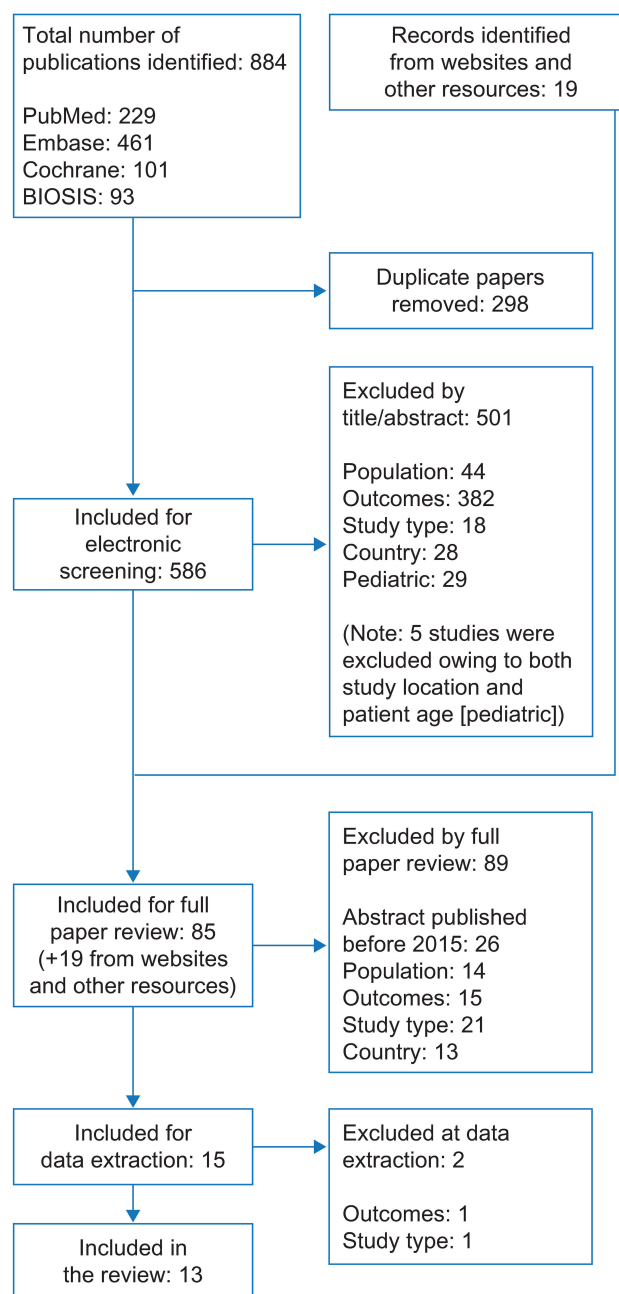 Total number of
publications identified: 884
PubMed: 229
Embase: 461
Cochrane: 101
BIOSIS: 93
Records identified
from websites and
other resources: 19
Duplicate papers
removed: 298
Excluded by
title/abstract: 501
Population: 44
Outcomes: 382
Study type: 18
Country: 28
Pediatric: 29
(Note: 5 studies were
excluded owing to both
study location and
patient age [pediatric])
Included for
electronic
screening: 586
Excluded by full
paper review: 89
Abstract published
before 2015: 26
Population: 14
Outcomes: 15
Study type: 21
Country: 13
Included for full
paper review: 85
(+19 from websites
and other resources)
Included for
data extraction: 15
Excluded at data
extraction: 2
Outcomes: 1
Study type: 1
Included in
the review: 13